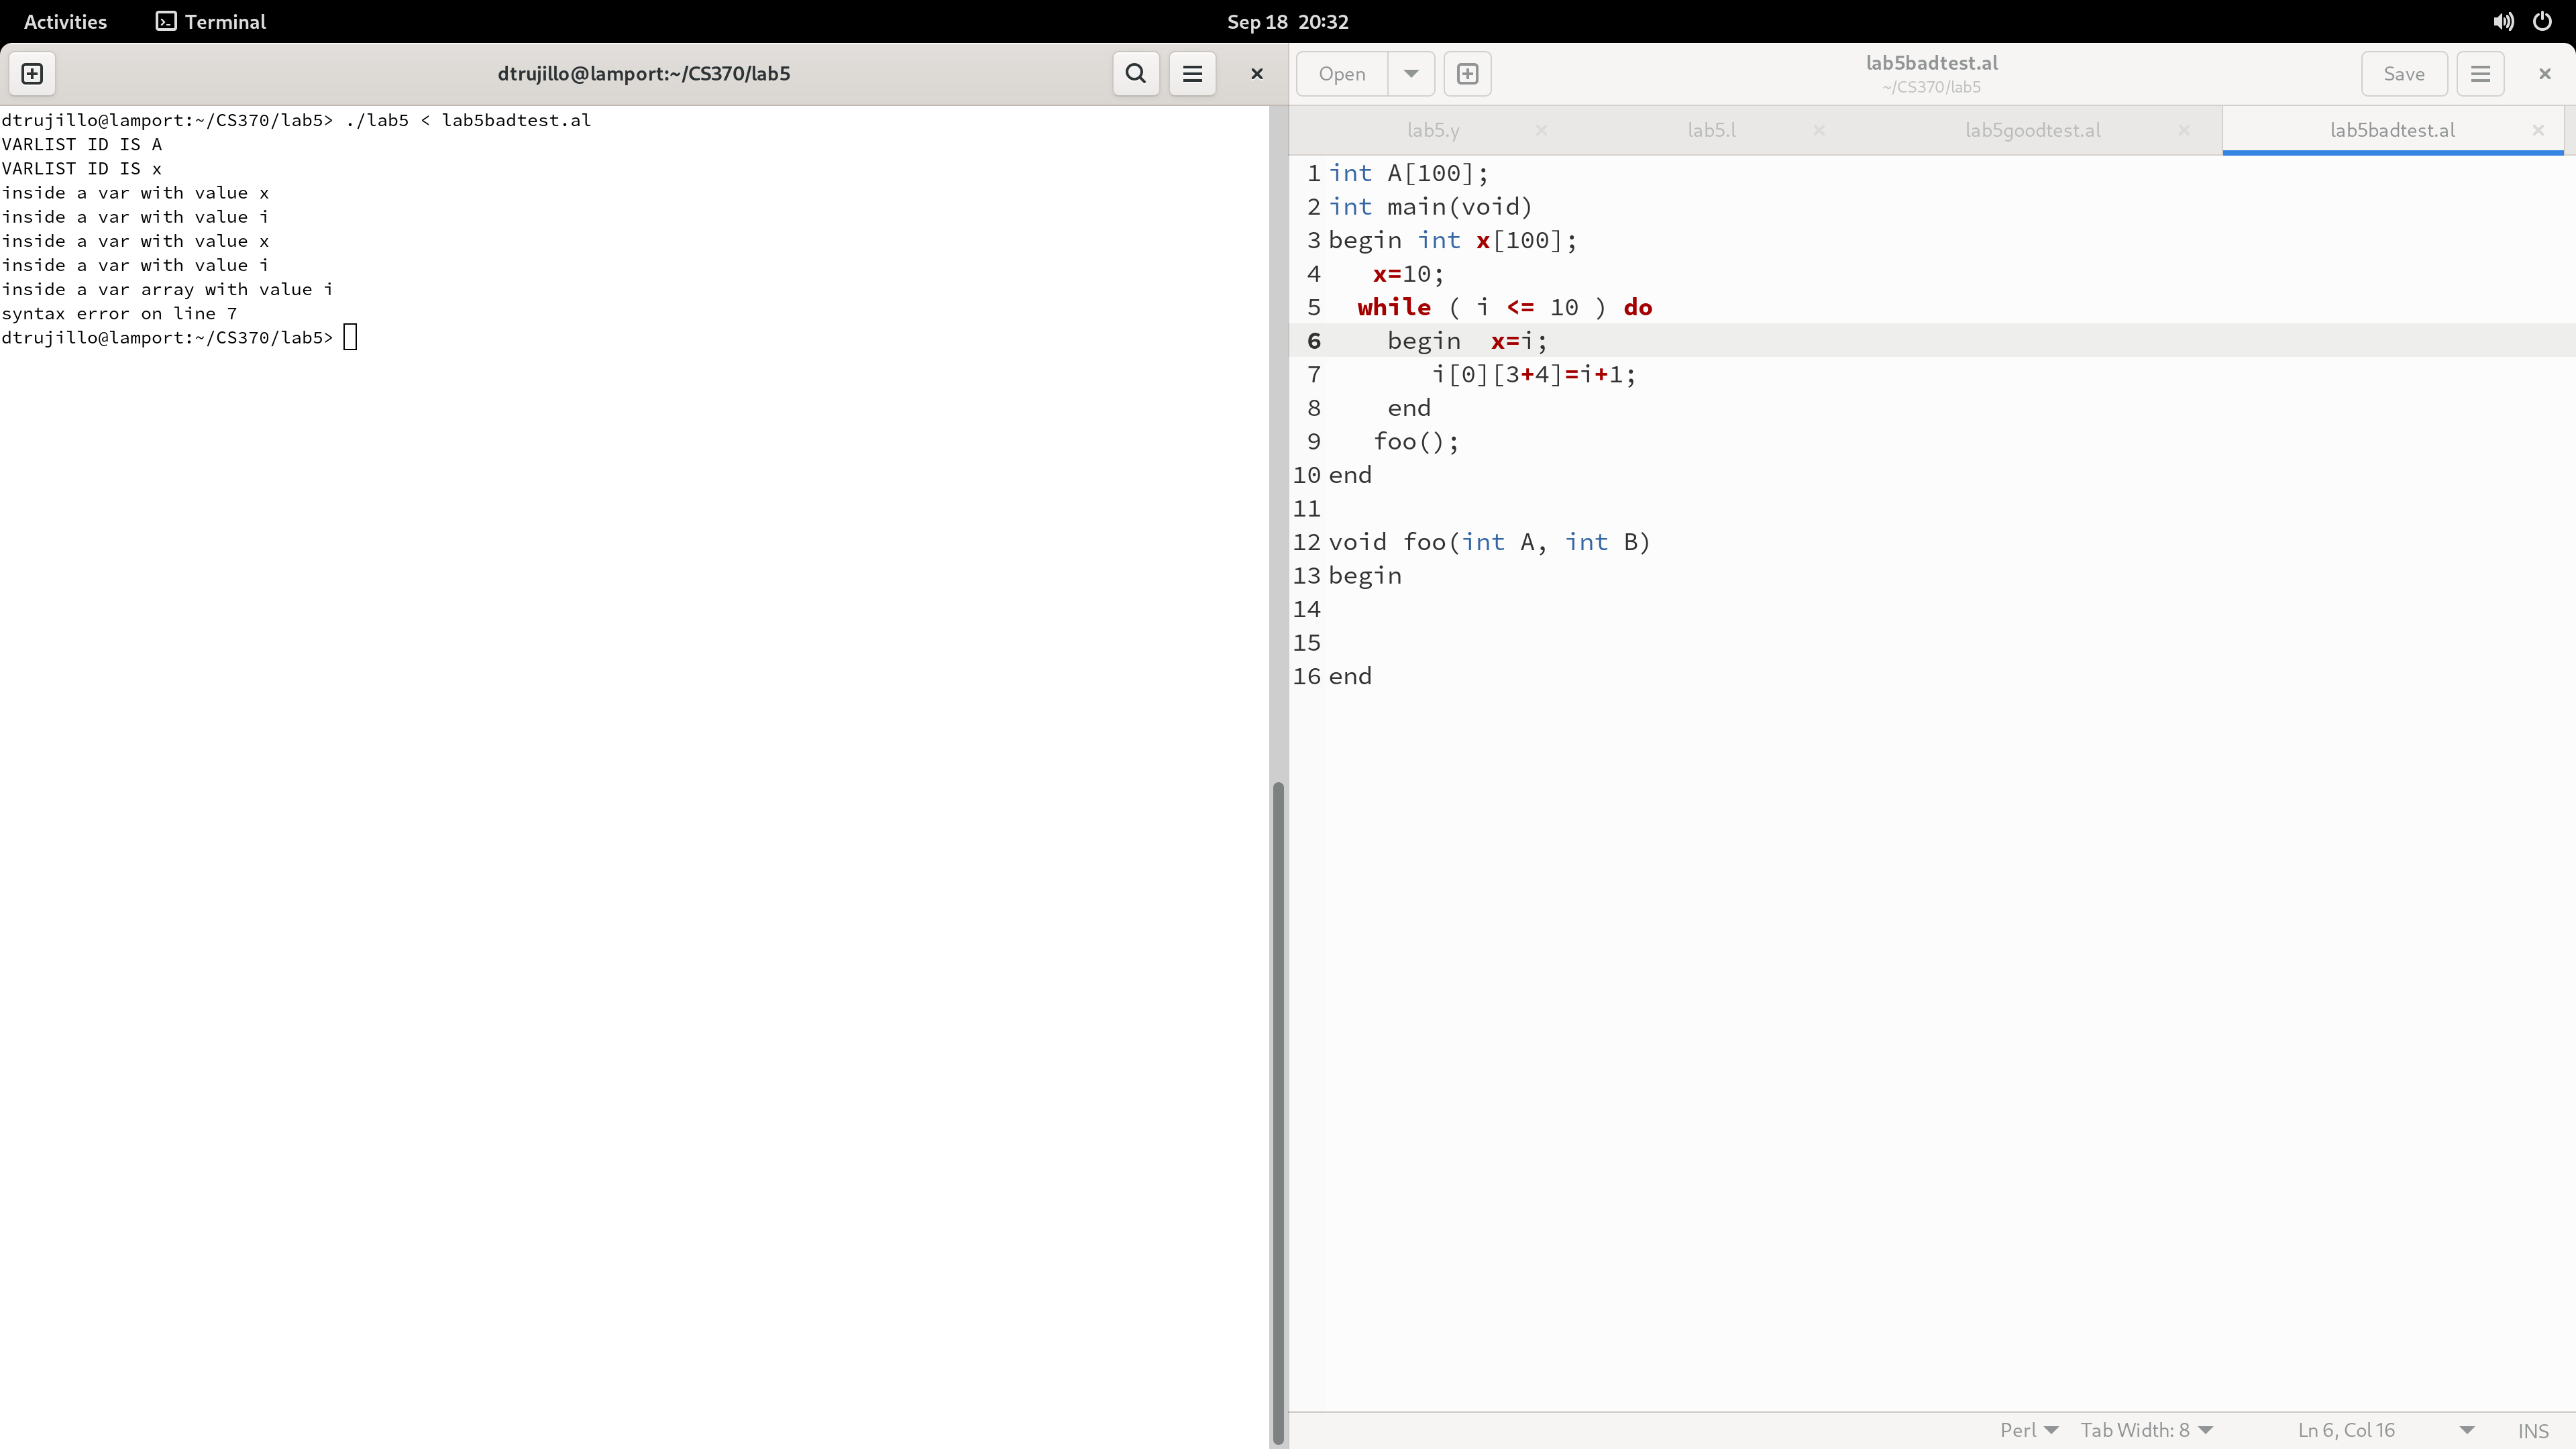 Activities Terminal Sep 18 20:32
dtrujillo@lamport:~/CS370/lab5
dtrujillo@lamport:~/CS370/lab5> ./lab5 < lab5badtest.al
VARLIST ID IS A
VARLIST ID IS x
inside a var with value x
inside a var with value i
inside a var with value x
inside a var with value i
inside a var array with value i
syntax error on line 7
dtrujillo@lamport:~/CS370/lab5>
Open lab5badtest.al Save
~/CS370/lab5
lab5.y lab5.l lab5goodtest.al lab5badtest.al
1 int A[100];
2 int main(void)
3 begin int x[100];
4    x=10;
5   while ( i <= 10 ) do
6     begin  x=i;
7        i[0][3+4]=i+1;
8     end
9    foo();
10 end
11
12 void foo(int A, int B)
13 begin
14
15
16 end
Perl Tab Width: 8 Ln 6, Col 16 INS